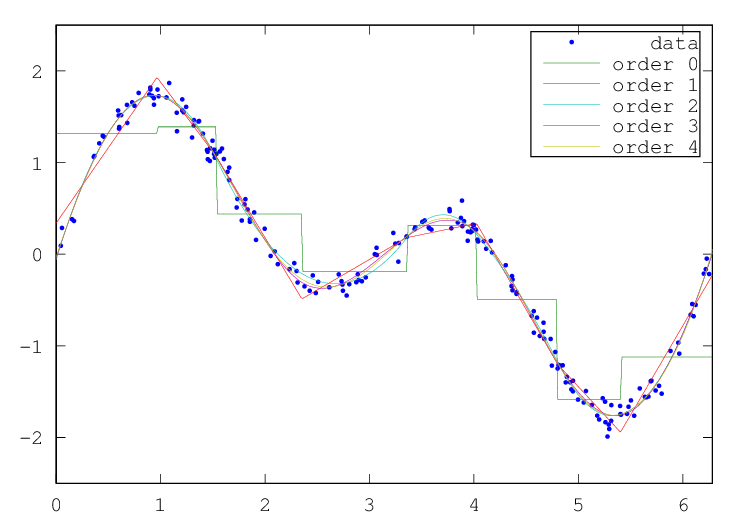 data
order 0
order 1
order 2
order 3
order 4
2
1
0
−1
−2
0 1 2 3 4 5 6